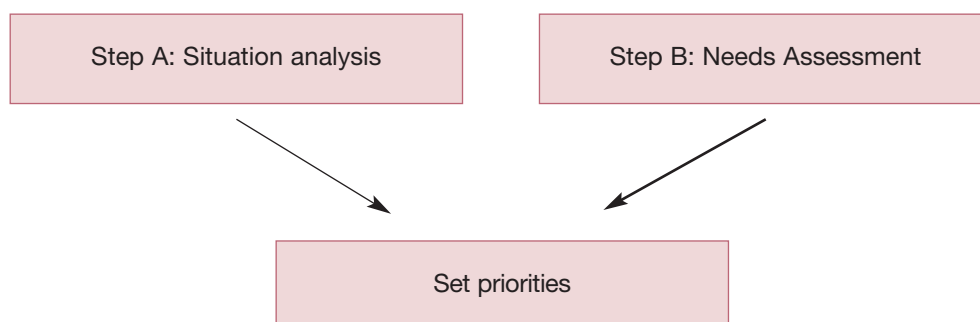 Step A: Situation analysis
Step B: Needs Assessment
Set priorities